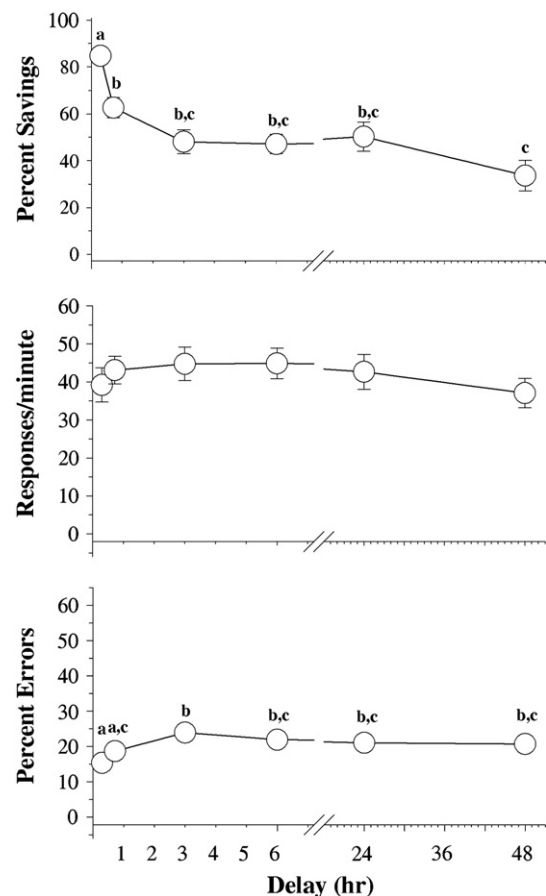 100
80
60
40
20
0
Percent Savings
a
b
b,c
b,c
b,c
c
60
50
40
30
20
10
0
Responses/minute
60
50
40
30
20
10
0
Percent Errors
a a,c
b
b,c
b,c
b,c
1 2 3 4 5 6 24 36 48
Delay (hr)